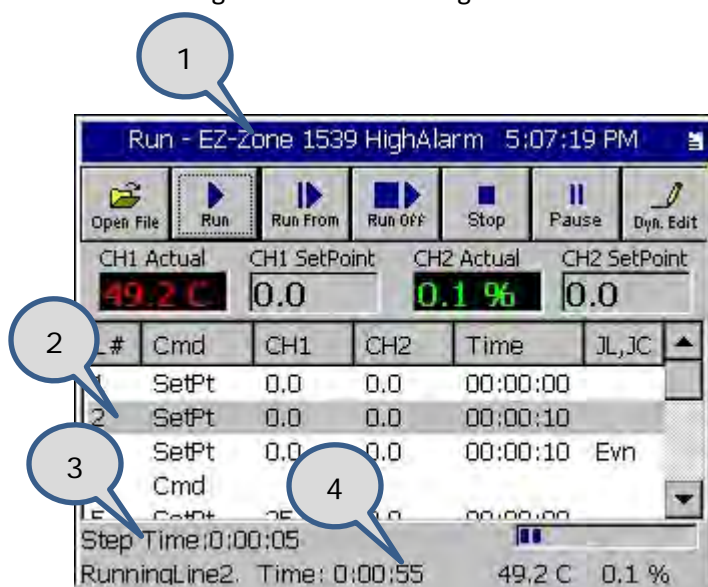 1
Run - EZ-Zone 1539 HighAlarm 5:07:19 PM
Open File Run Run From Run Off Stop Pause Dyn. Edit
CH1 Actual CH1 SetPoint CH2 Actual CH2 SetPoint
49.2 C 0.0 0.1 % 0.0
2
L# Cmd CH1 CH2 Time JL,JC
1 SetPt 0.0 0.0 00:00:00
2 SetPt 0.0 0.0 00:00:10
SetPt 0.0 0.0 00:00:10 Evn
3
Cmd
4
Step Time:0:00:05
RunningLine2. Time: 0:00:55 49.2 C 0.1 %